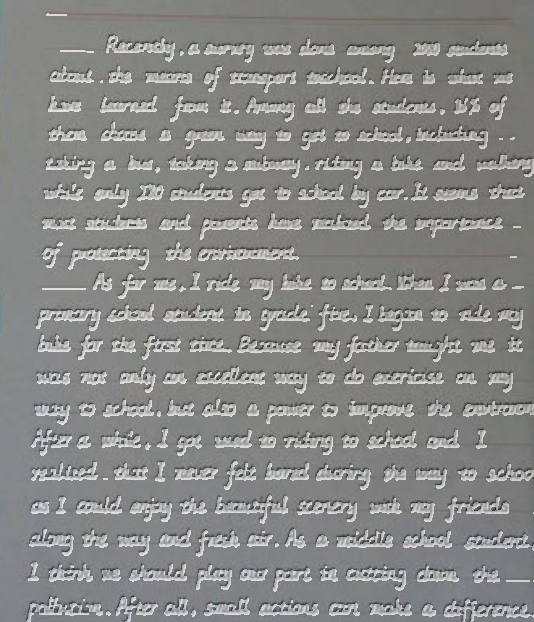 Recently, a survey was done among 2000 students
about the means of transport to school. Here is what we
have learned from it. Among all the students, % of
them choose a green way to get to school, including
taking a bus, taking a subway, riding a bike and walking
while only students get to school by car. It seems that
most students and parents have realized the importance
of protecting the environment.
As for me, I ride my bike to school. When I was a
primary school student in grade five, I began to ride my
bike for the first time. Because my father taught me it
was not only an excellent way to do exercise on my
way to school, but also a power to improve the environm
After a while, I got used to riding to school and I
realized that I never felt bored during the way to schoo
as I could enjoy the beautiful scenery with my friends
along the way and fresh air. As a middle school student,
I think we should play our part in cutting down the
pollution. After all, small actions can make a difference.